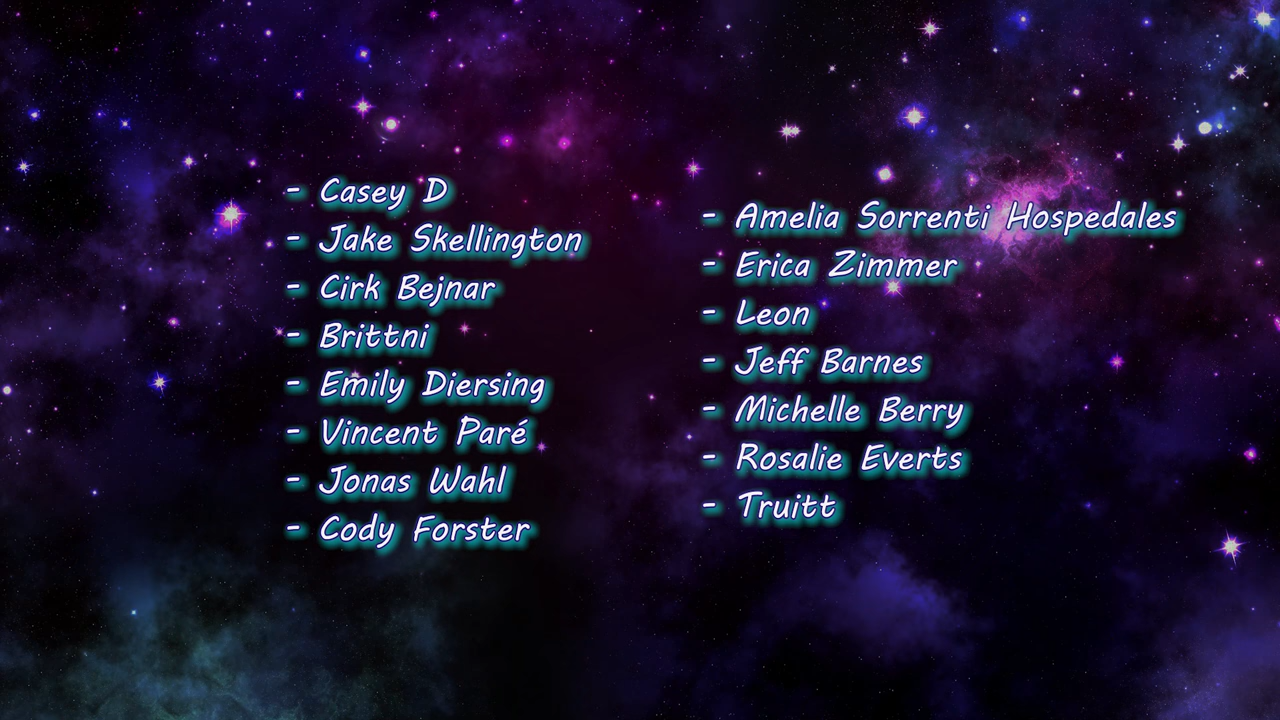 - Casey D
- Jake Skellington
- Cirk Bejnar
- Brittni
- Emily Diersing
- Vincent Paré
- Jonas Wahl
- Cody Forster
- Amelia Sorrenti Hospedales
- Erica Zimmer
- Leon
- Jeff Barnes
- Michelle Berry
- Rosalie Everts
- Truitt